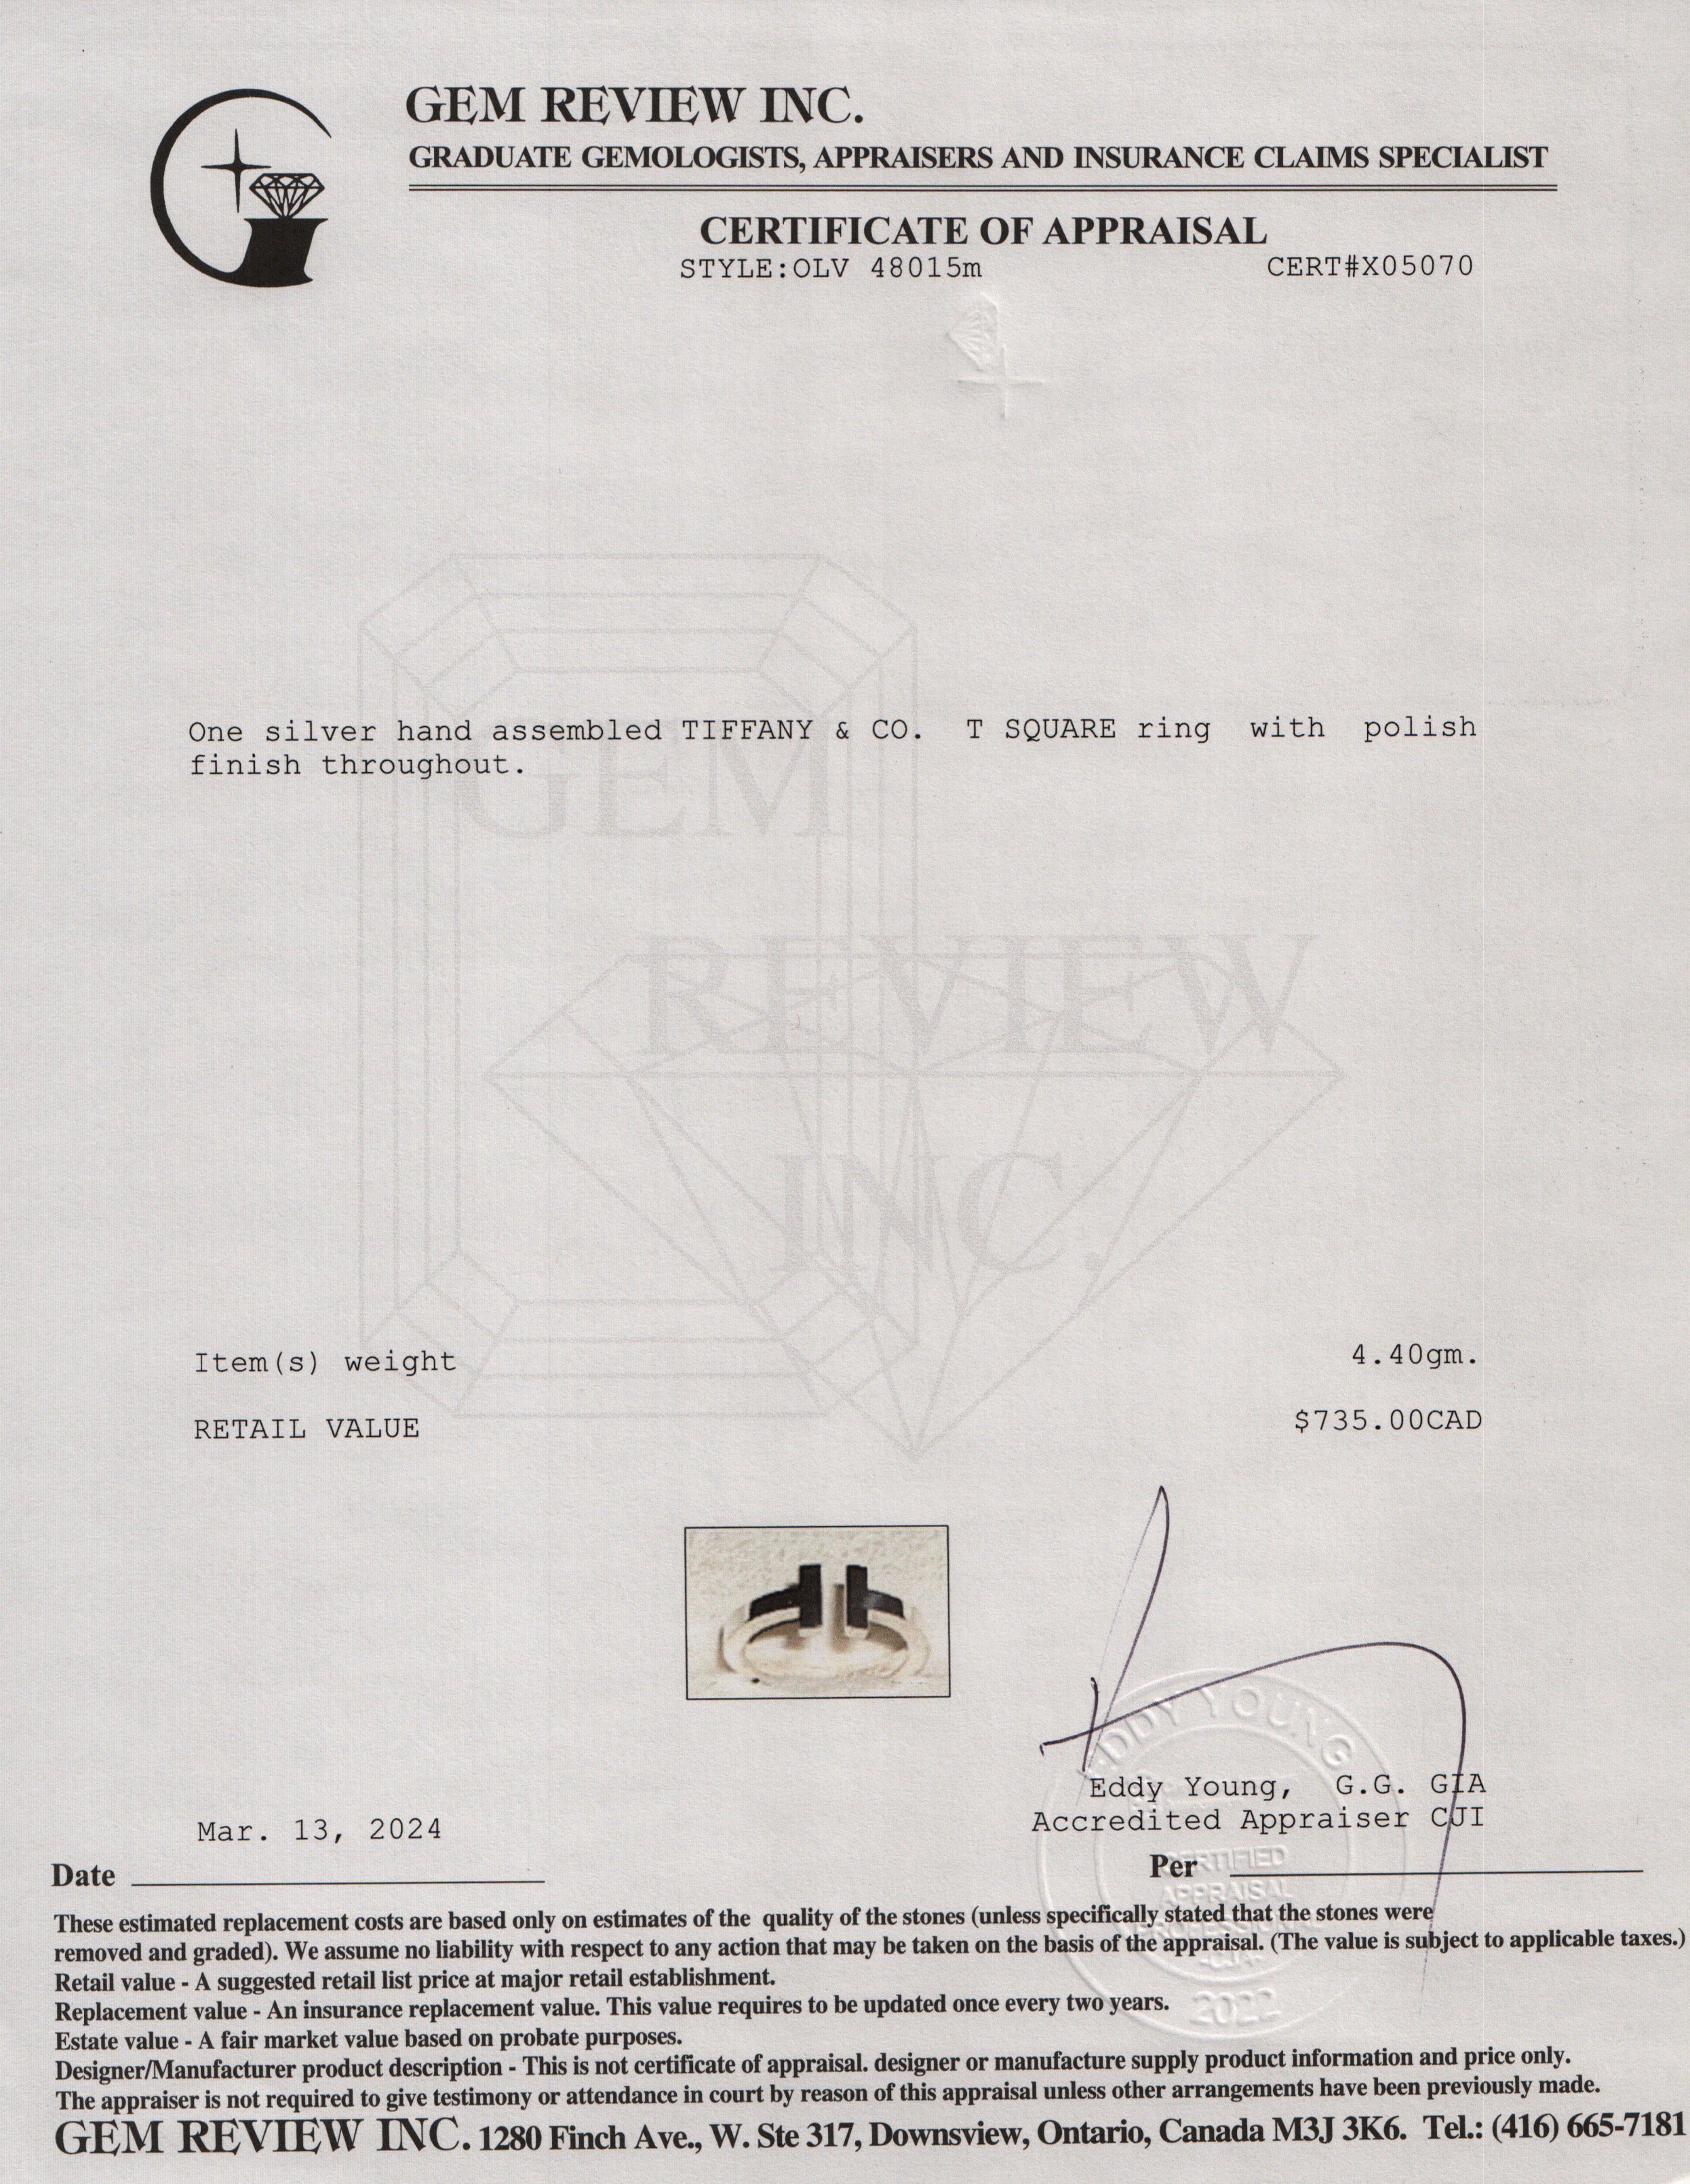 GEM REVIEW INC.
GRADUATE GEMOLOGISTS, APPRAISERS AND INSURANCE CLAIMS SPECIALIST
CERTIFICATE OF APPRAISAL
STYLE:OLV 48015m CERT#X05070
One silver hand assembled TIFFANY & CO. T SQUARE ring with polish
finish throughout.
GEM
REVIEW
INC.
Item(s) weight 4.40gm.
RETAIL VALUE $735.00CAD
EDDY YOUNG
Eddy Young, G.G. GIA
Accredited Appraiser CJI
Mar. 13, 2024
Date
Per
CERTIFIED
APPRAISAL
PROFESSIONAL
2022
These estimated replacement costs are based only on estimates of the quality of the stones (unless specifically stated that the stones were
removed and graded). We assume no liability with respect to any action that may be taken on the basis of the appraisal. (The value is subject to applicable taxes.)
Retail value - A suggested retail list price at major retail establishment.
Replacement value - An insurance replacement value. This value requires to be updated once every two years.
Estate value - A fair market value based on probate purposes.
Designer/Manufacturer product description - This is not certificate of appraisal. designer or manufacture supply product information and price only.
The appraiser is not required to give testimony or attendance in court by reason of this appraisal unless other arrangements have been previously made.
GEM REVIEW INC. 1280 Finch Ave., W. Ste 317, Downsview, Ontario, Canada M3J 3K6. Tel.: (416) 665-7181